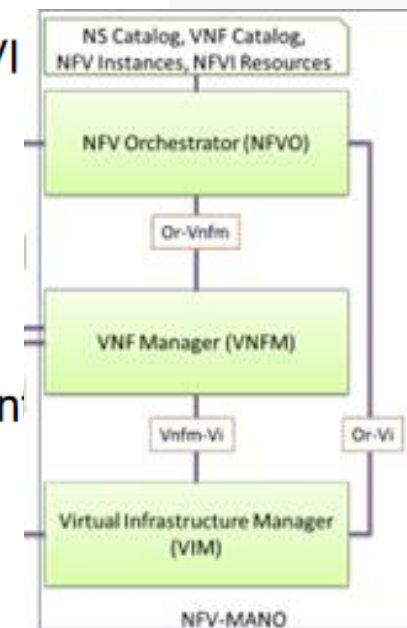 NS Catalog, VNF Catalog,
NFV Instances, NFVI Resources
NFV Orchestrator (NFVO)
Or-Vnfm
VNF Manager (VNFM)
Vnfm-Vi
Or-Vi
Virtual Infrastructure Manager
(VIM)
NFV-MANO